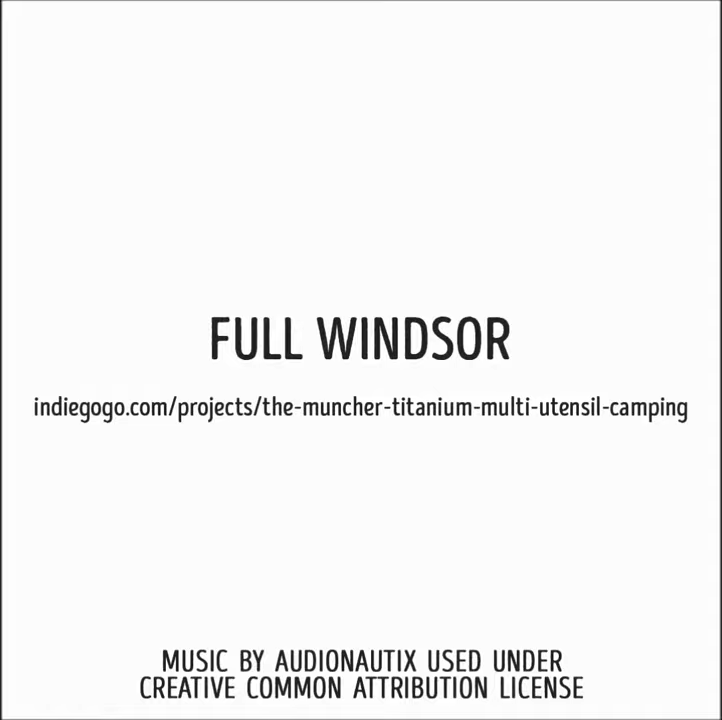 FULL WINDSOR
indiegogo.com/projects/the-muncher-titanium-multi-utensil-camping
MUSIC BY AUDIONAUTIX USED UNDER
CREATIVE COMMON ATTRIBUTION LICENSE